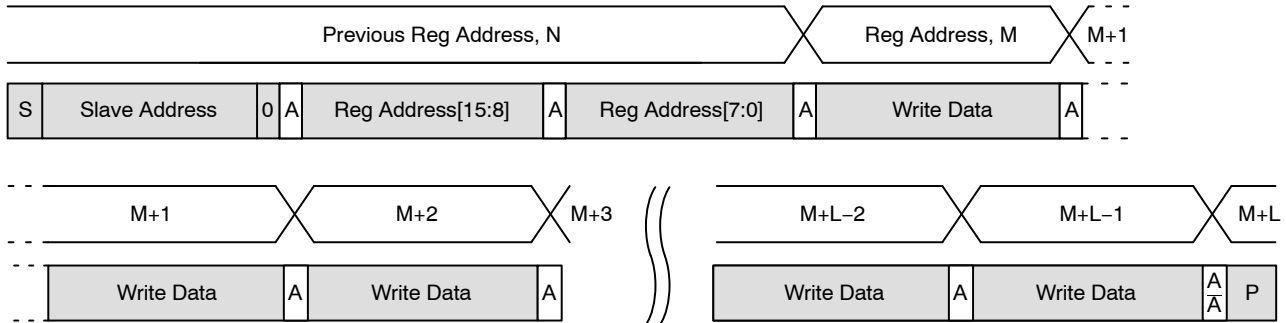 Previous Reg Address, N Reg Address, M M+1
S Slave Address 0 A Reg Address[15:8] A Reg Address[7:0] A Write Data A
M+1 M+2 M+3 M+L−2 M+L−1 M+L
Write Data A Write Data A Write Data A Write Data A P
A̅